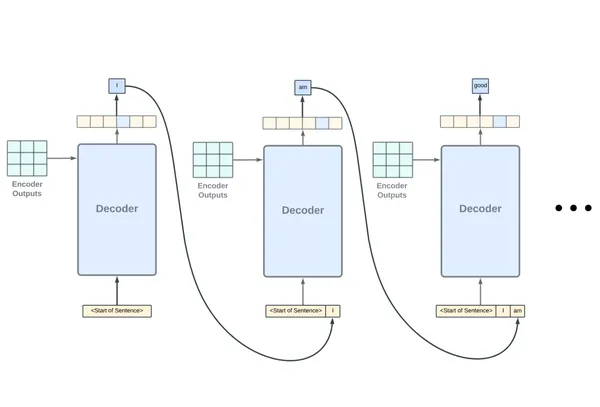 I
am
good
Encoder
Outputs
Decoder
Encoder
Outputs
Decoder
Encoder
Outputs
Decoder
<Start of Sentence>
<Start of Sentence> I
<Start of Sentence> I am